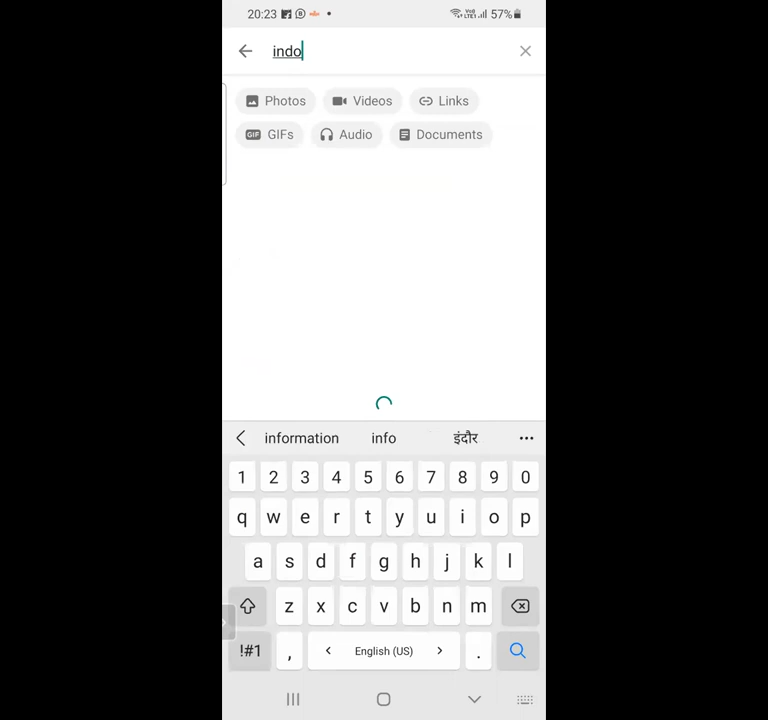 20:23 57%
indo
Photos Videos Links
GIF GIFs Audio Documents
information info इंदौर
1 2 3 4 5 6 7 8 9 0
q w e r t y u i o p
a s d f g h j k l
z x c v b n m
!#1 , < English (US) > .